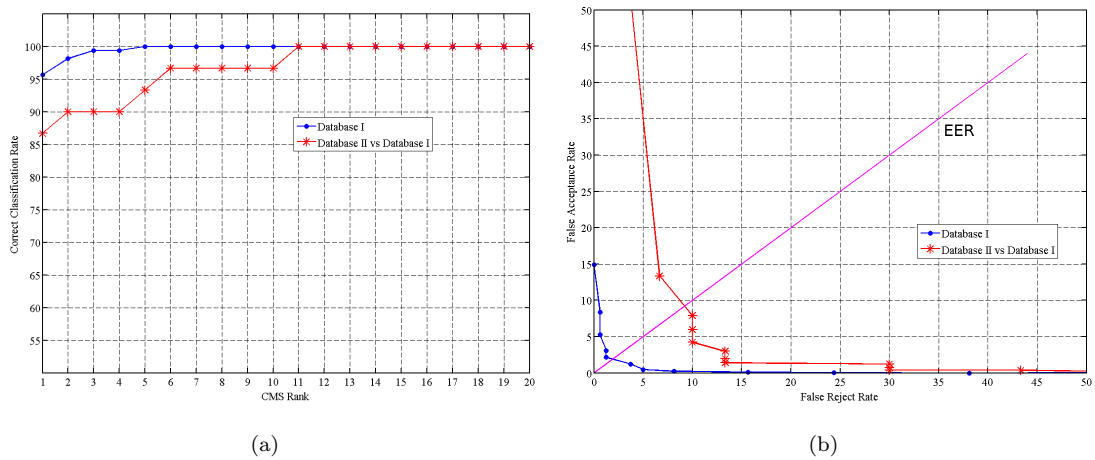 100
95
90
85
80
75
70
65
60
55
Correct Classification Rate
1 2 3 4 5 6 7 8 9 10 11 12 13 14 15 16 17 18 19 20
CMS Rank
Database I
Database II vs Database I
(a)
50
45
40
35
30
25
20
15
10
5
0
False Acceptance Rate
0 5 10 15 20 25 30 35 40 45 50
False Reject Rate
EER
Database I
Database II vs Database I
(b)